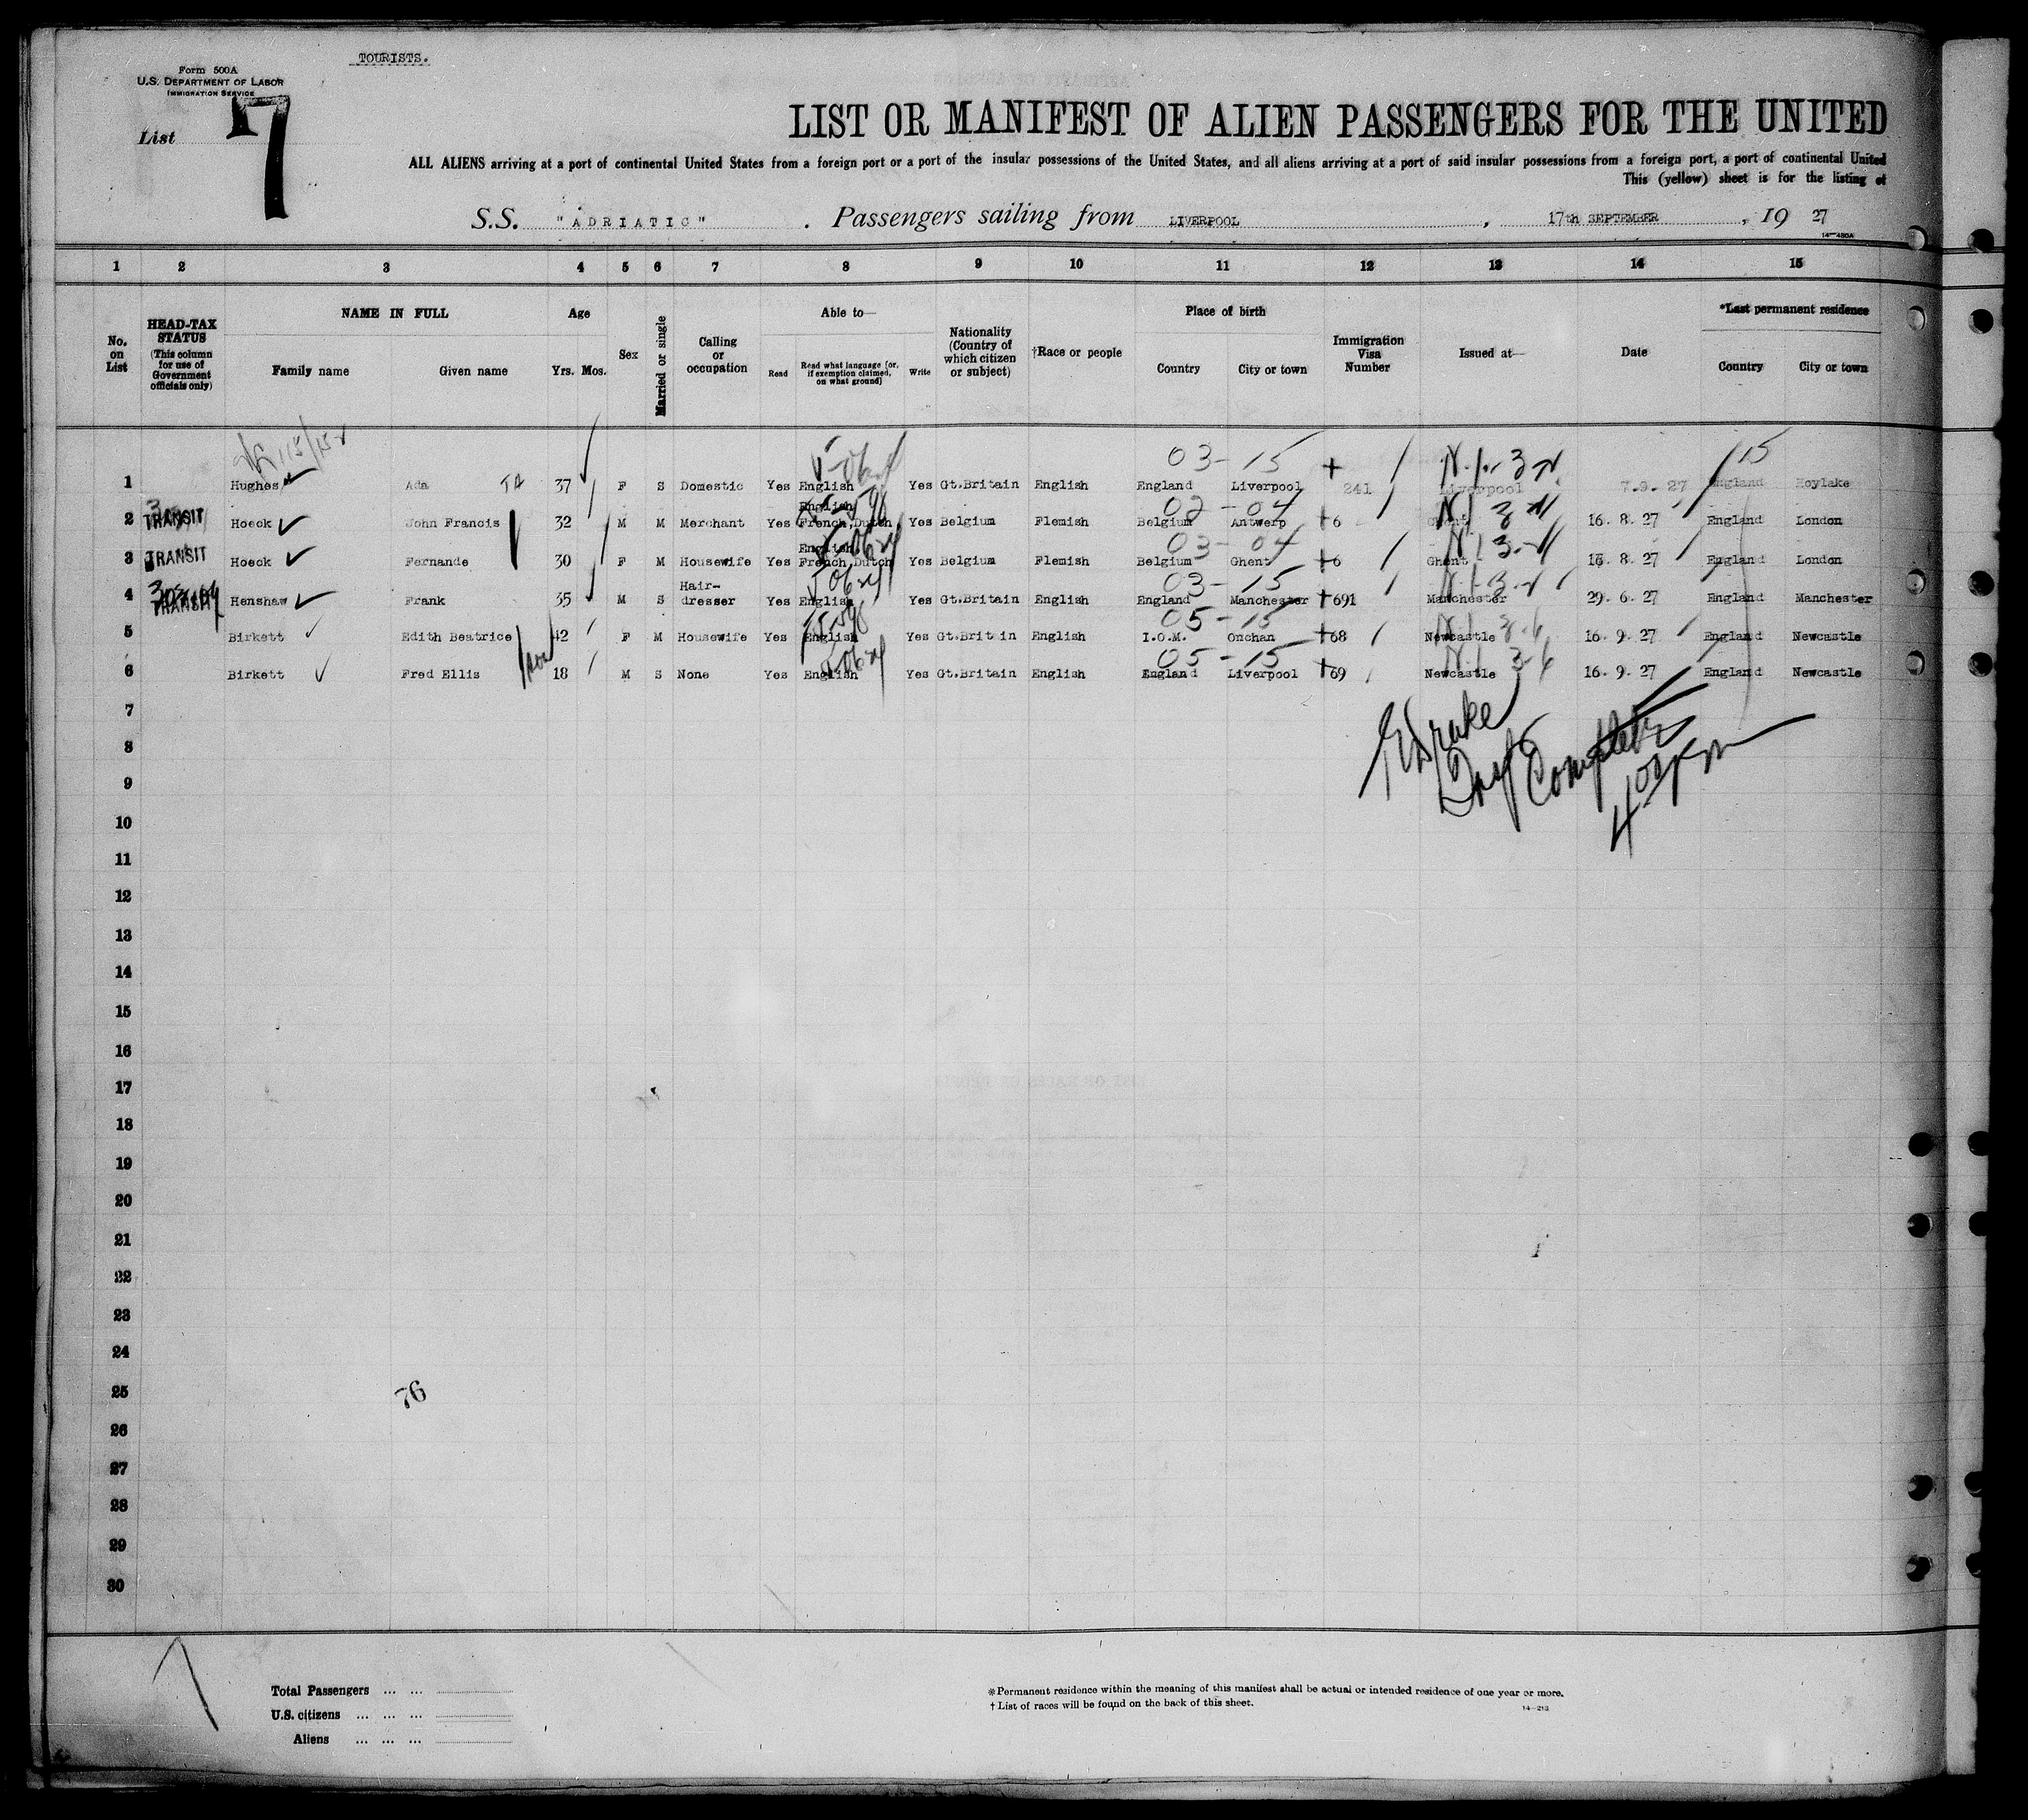 TOURISTS.
Form 500A
U.S. DEPARTMENT OF LABOR
IMMIGRATION SERVICE
List 7
LIST OR MANIFEST OF ALIEN PASSENGERS FOR THE UNITED
ALL ALIENS arriving at a port of continental United States from a foreign port or a port of the insular possessions of the United States, and all aliens arriving at a port of said insular possessions from a foreign port, a port of continental United
This (yellow) sheet is for the listing of
S.S. "ADRIATIC" . Passengers sailing from LIVERPOOL , 17th SEPTEMBER , 19 27
14—480A
1 2 3 4 5 6 7 8 9 10 11 12 13 14 15
No. on List
HEAD-TAX STATUS (This column for use of Government officials only)
NAME IN FULL
Family name Given name
Age
Yrs. Mos.
Sex
Married or single
Calling or occupation
Able to—
Read
Read what language (or, if exemption claimed, on what ground)
Write
Nationality (Country of which citizen or subject)
†Race or people
Place of birth
Country City or town
Immigration Visa Number
Issued at—
Date
*Last permanent residence
Country City or town
03-15 15
1 Hughes Ada 37 F S Domestic Yes English Yes Gt.Britain English England Liverpool 241 Liverpool 7.9.27 England Hoylake
02-04
2 TRANSIT Hoeck John Francis 32 M M Merchant Yes English French,Dutch Yes Belgium Flemish Belgium Antwerp 6 Ghent 16.8.27 England London
03-04
3 TRANSIT Hoeck Fernande 30 F M Housewife Yes English French,Dutch Yes Belgium Flemish Belgium Ghent 6 Ghent 16.8.27 England London
03-15
4 TRANSIT Henshaw Frank 35 M S Hair-dresser Yes English Yes Gt.Britain English England Manchester 691 Manchester 29.6.27 England Manchester
05-15
5 Birkett Edith Beatrice 42 F M Housewife Yes English Yes Gt.Brit in English I.O.M. Onchan 68 Newcastle 16.9.27 England Newcastle
05-15
6 Birkett Fred Ellis 18 M S None Yes English Yes Gt.Britain English England Liverpool 69 Newcastle 16.9.27 England Newcastle
7
8
9
10
11
12
13
14
15
16
17
18
19
20
21
22
23
24
25
26
27
28
29
30
76
Total Passengers ... ...
U.S. citizens ... ... ...
Aliens ... ... ...
*Permanent residence within the meaning of this manifest shall be actual or intended residence of one year or more.
† List of races will be found on the back of this sheet.
14—213